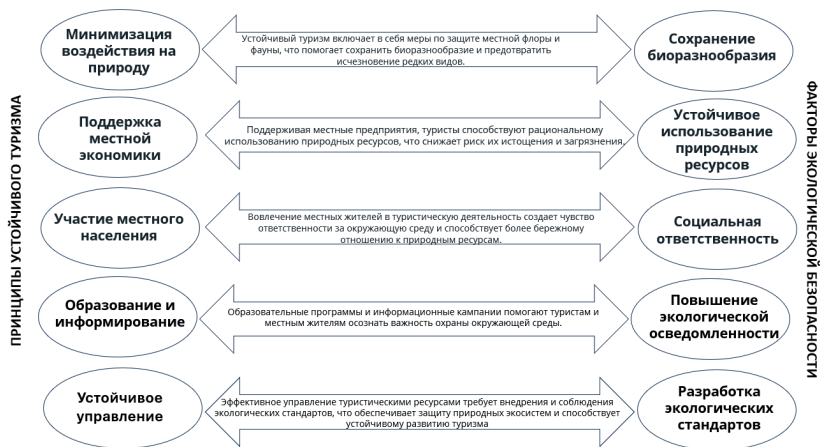 ПРИНЦИПЫ УСТОЙЧИВОГО ТУРИЗМА
Минимизация
воздействия на
природу
Устойчивый туризм включает в себя меры по защите местной флоры и
фауны, что помогает сохранить биоразнообразие и предотвратить
исчезновение редких видов.
Сохранение
биоразнообразия
Поддержка
местной
экономики
Поддерживая местные предприятия, туристы способствуют рациональному
использованию природных ресурсов, что снижает риск их истощения и загрязнения.
Устойчивое
использование
природных
ресурсов
Участие местного
населения
Вовлечение местных жителей в туристическую деятельность создает чувство
ответственности за окружающую среду и способствует более бережному
отношению к природным ресурсам.
Социальная
ответственность
Образование и
информирование
Образовательные программы и информационные кампании помогают туристам и
местным жителям осознать важность охраны окружающей среды.
Повышение
экологической
осведомленности
Устойчивое
управление
Эффективное управление туристическими ресурсами требует внедрения и соблюдения
экологических стандартов, что обеспечивает защиту природных экосистем и способствует
устойчивому развитию туризма
Разработка
экологических
стандартов
ФАКТОРЫ ЭКОЛОГИЧЕСКОЙ БЕЗОПАСНОСТИ